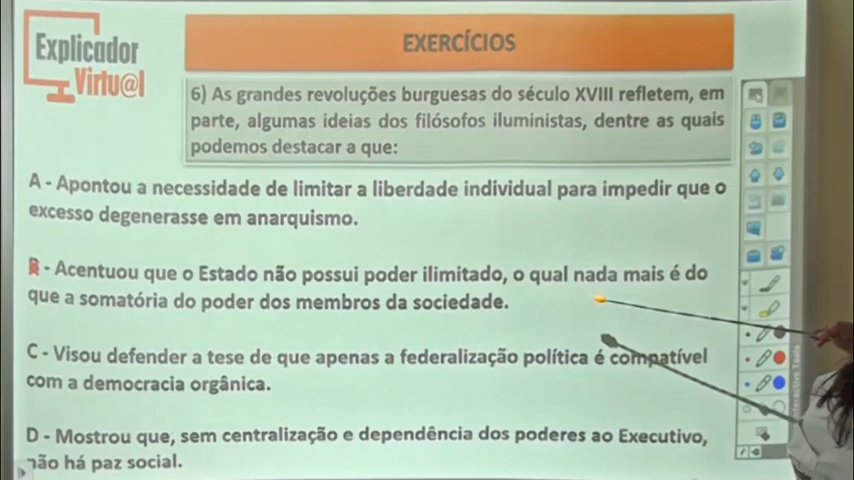 Explicador
Virtu@l
EXERCÍCIOS
6) As grandes revoluções burguesas do século XVIII refletem, em
parte, algumas ideias dos filósofos iluministas, dentre as quais
podemos destacar a que:
A - Apontou a necessidade de limitar a liberdade individual para impedir que o
excesso degenerasse em anarquismo.
B - Acentuou que o Estado não possui poder ilimitado, o qual nada mais é do
que a somatória do poder dos membros da sociedade.
C - Visou defender a tese de que apenas a federalização política é compatível
com a democracia orgânica.
D - Mostrou que, sem centralização e dependência dos poderes ao Executivo,
não há paz social.